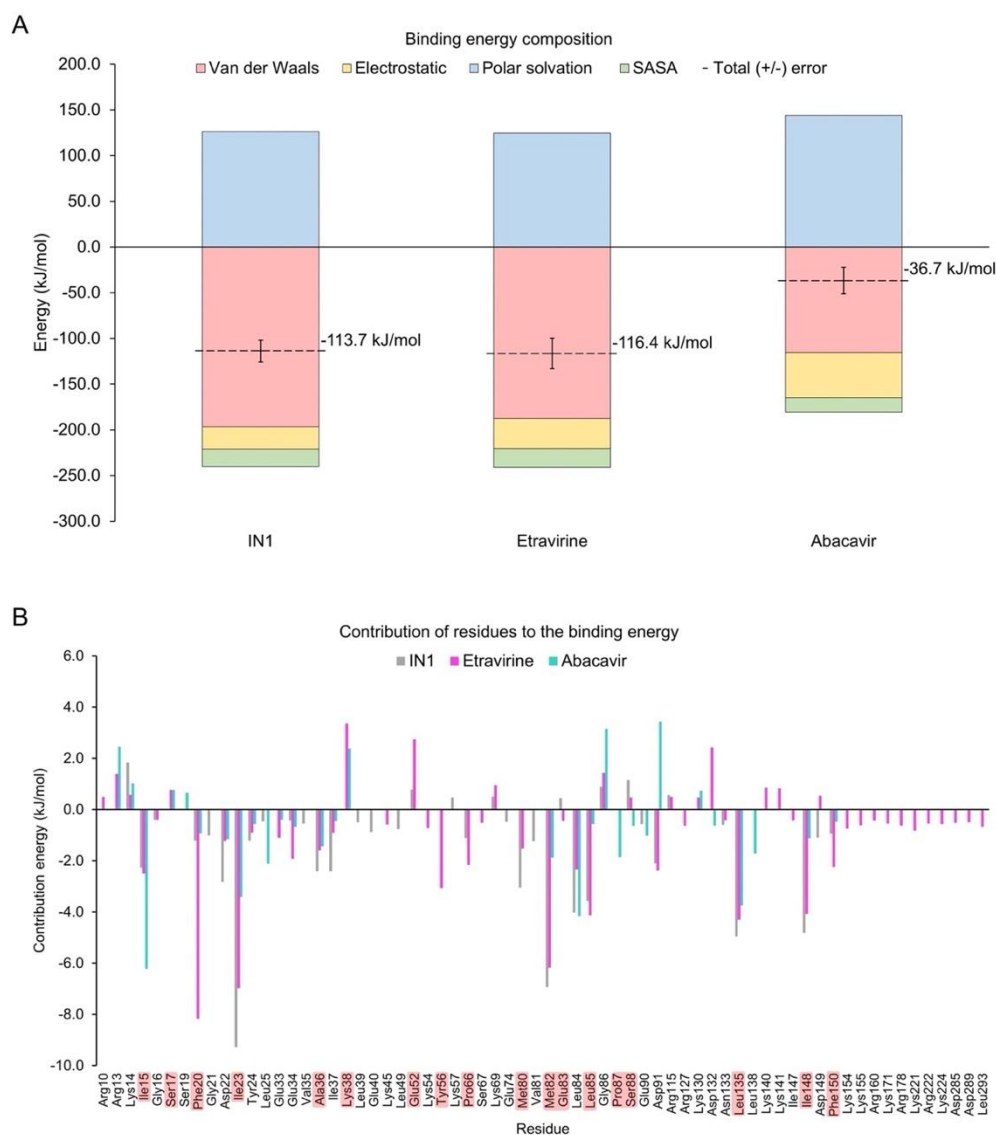 A
Binding energy composition
Van der Waals Electrostatic Polar solvation SASA - Total (+/-) error
200.0
150.0
100.0
50.0
0.0
-50.0
-100.0
-150.0
-200.0
-250.0
-300.0
Energy (kJ/mol)
-113.7 kJ/mol
-116.4 kJ/mol
-36.7 kJ/mol
IN1 Etravirine Abacavir
B
Contribution of residues to the binding energy
IN1 Etravirine Abacavir
6.0
4.0
2.0
0.0
-2.0
-4.0
-6.0
-8.0
-10.0
Contribution energy (kJ/mol)
Arg10
Arg13
Lys14
Ile15
Gly16
Ser17
Ser19
Phe20
Gly21
Asp22
Ile23
Tyr24
Leu25
Glu33
Glu34
Val35
Ala36
Ile37
Lys38
Leu39
Glu40
Lys45
Leu49
Glu52
Lys54
Tyr56
Lys57
Pro66
Ser67
Lys69
Glu74
Met80
Val81
Met82
Glu83
Leu84
Leu85
Gly86
Pro87
Ser88
Glu90
Asp91
Arg115
Arg127
Lys130
Asp132
Asn133
Leu135
Leu138
Lys140
Lys141
Ile147
Ile148
Asp149
Phe150
Lys154
Lys155
Arg160
Lys171
Arg178
Lys221
Arg222
Lys224
Asp285
Asp289
Leu293
Residue